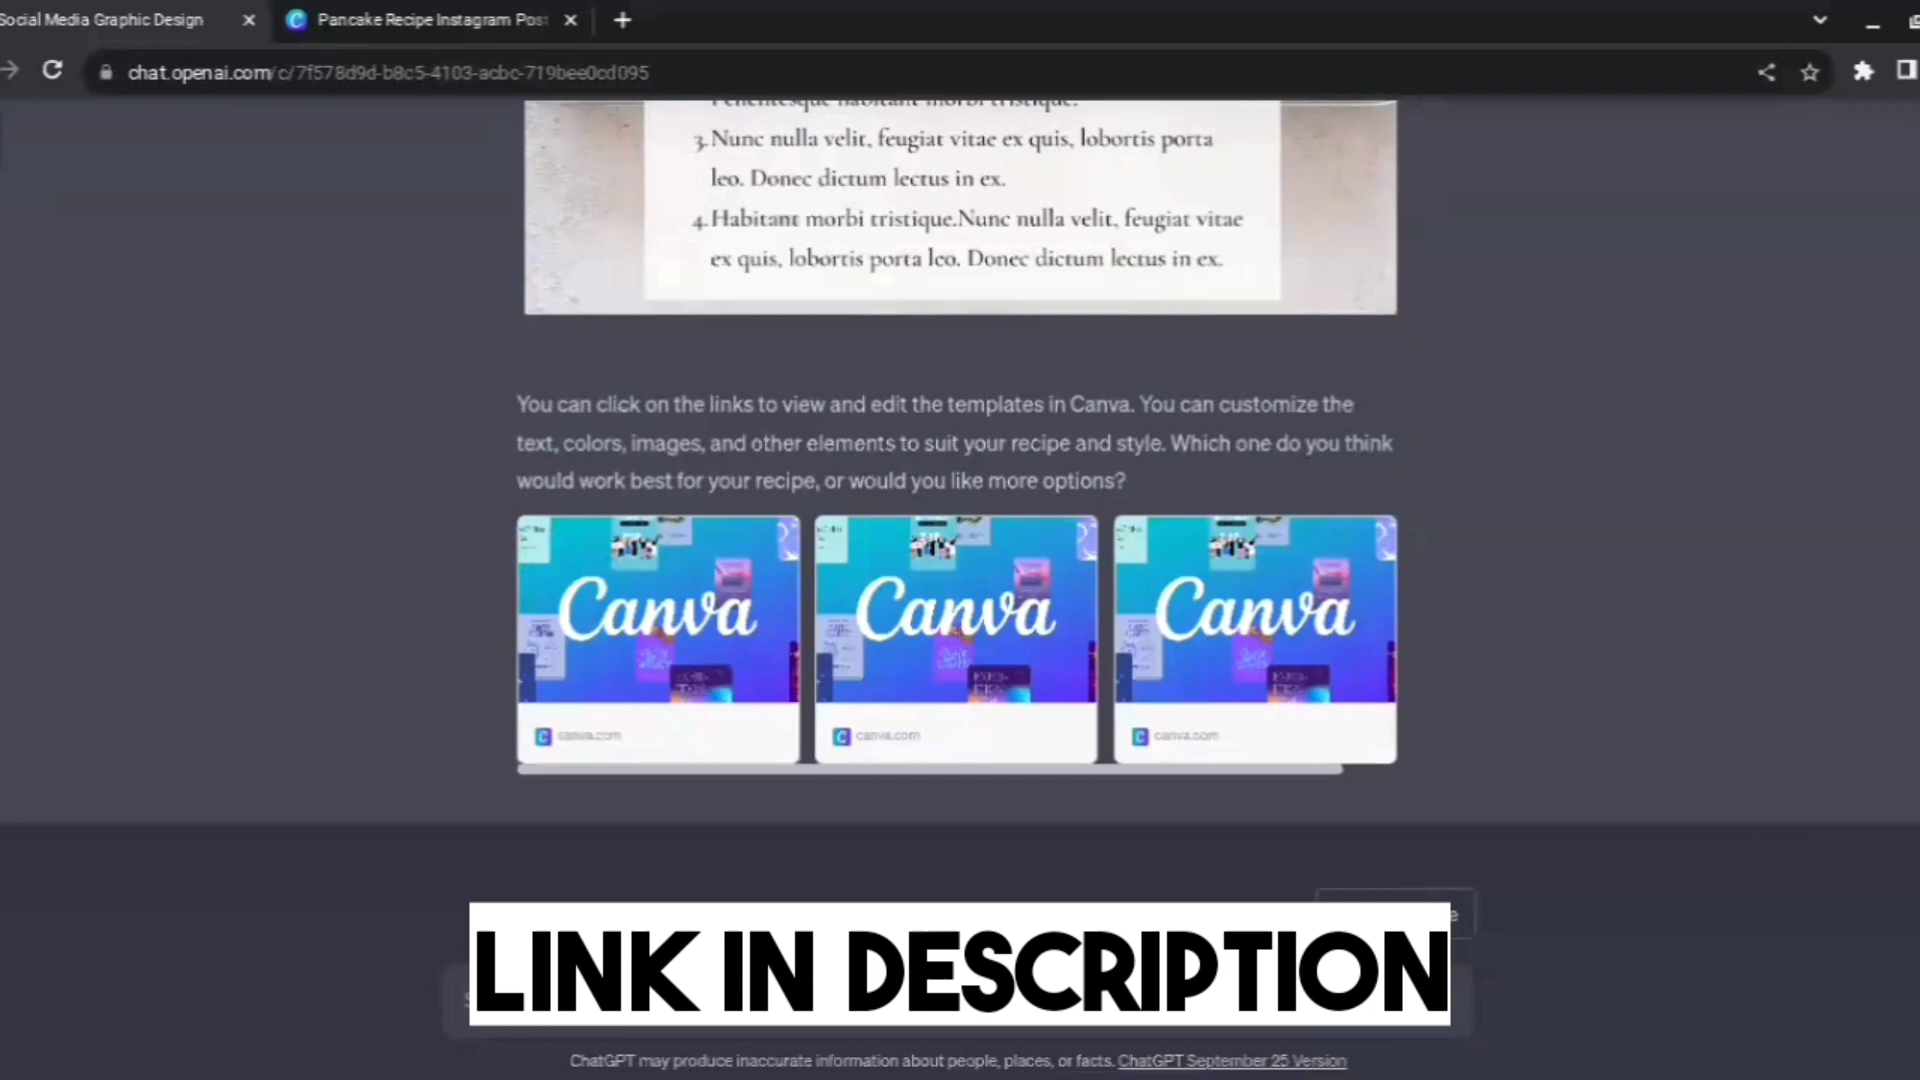 Social Media Graphic Design
Pancake Recipe Instagram Pos
chat.openai.com/c/7f578d9d-b8c5-4103-acbc-719bee0cd095
Pellentesque habitant morbi tristique.
3. Nunc nulla velit, feugiat vitae ex quis, lobortis porta
leo. Donec dictum lectus in ex.
4. Habitant morbi tristique.Nunc nulla velit, feugiat vitae
ex quis, lobortis porta leo. Donec dictum lectus in ex.
You can click on the links to view and edit the templates in Canva. You can customize the
text, colors, images, and other elements to suit your recipe and style. Which one do you think
would work best for your recipe, or would you like more options?
Canva
Canva
Canva
canva.com
canva.com
canva.com
LINK IN DESCRIPTION
ChatGPT may produce inaccurate information about people, places, or facts. ChatGPT September 25 Version